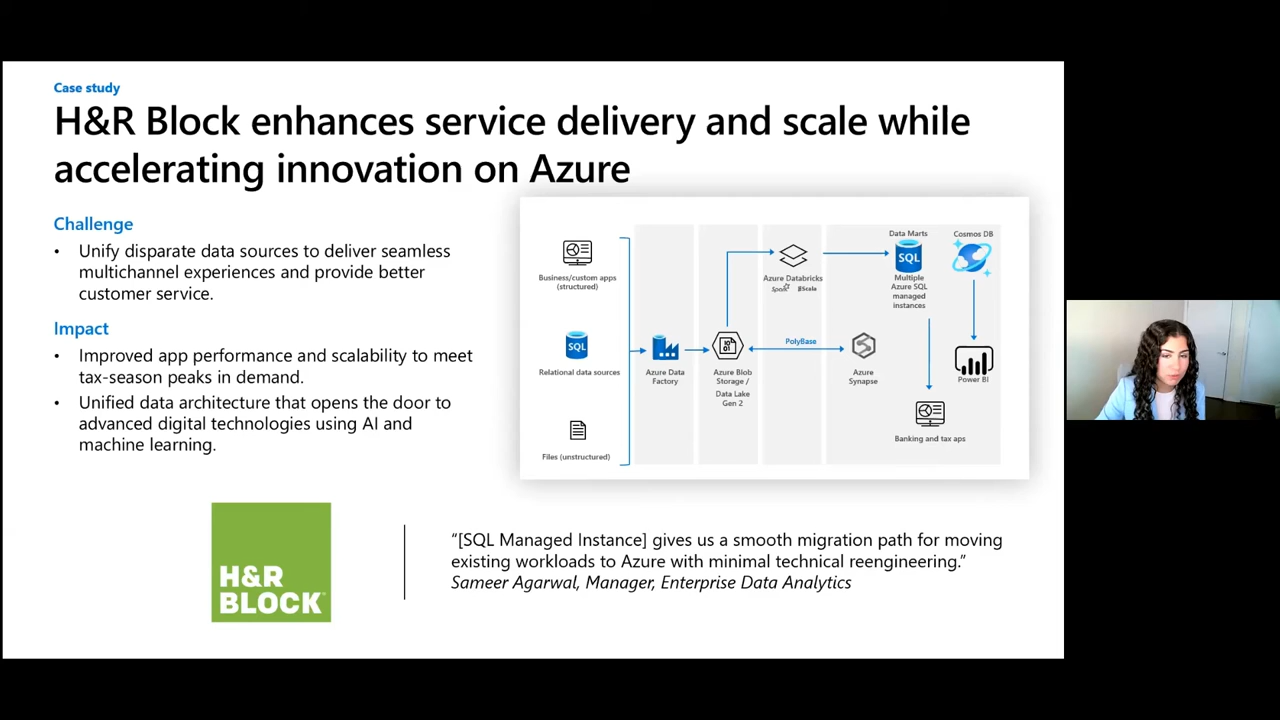 Case study
H&R Block enhances service delivery and scale while
accelerating innovation on Azure
Challenge
• Unify disparate data sources to deliver seamless
multichannel experiences and provide better
customer service.
Impact
• Improved app performance and scalability to meet
tax-season peaks in demand.
• Unified data architecture that opens the door to
advanced digital technologies using AI and
machine learning.
Business/custom apps
(structured)
SQL
Relational data sources
Files (unstructured)
Azure Data
Factory
Azure Blob
Storage /
Data Lake
Gen 2
Azure Databricks
Spark Scala
PolyBase
Azure
Synapse
Data Marts
SQL
Multiple
Azure SQL
managed
instances
Cosmos DB
Power BI
Banking and tax aps
H&R
BLOCK
“[SQL Managed Instance] gives us a smooth migration path for moving
existing workloads to Azure with minimal technical reengineering.”
Sameer Agarwal, Manager, Enterprise Data Analytics